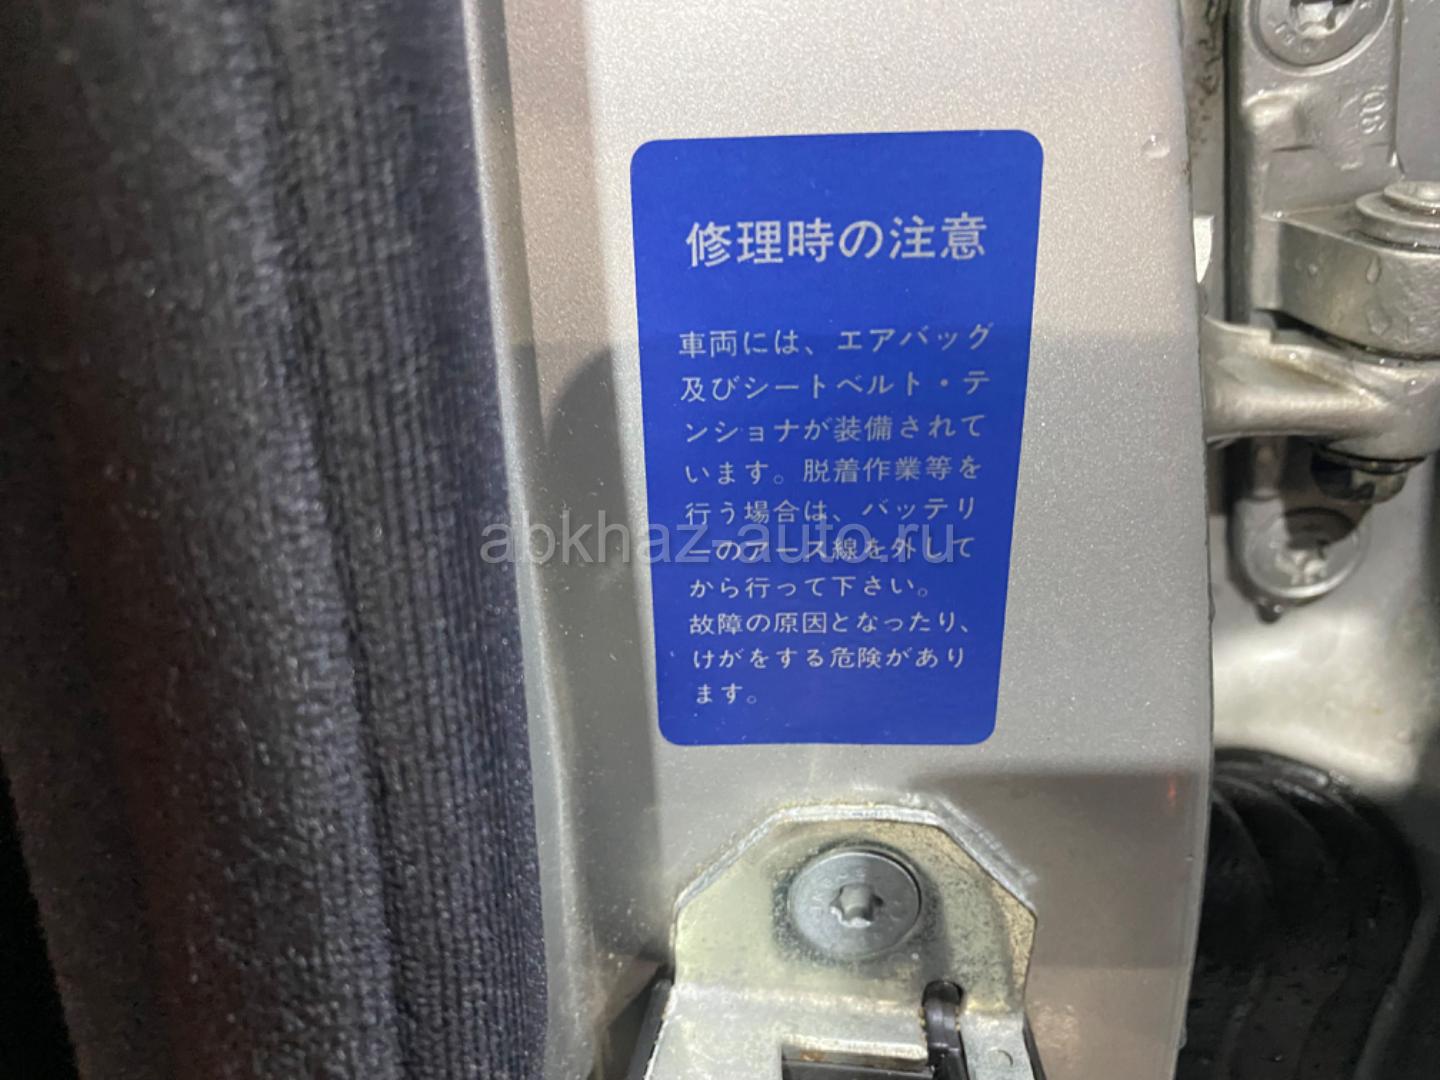 修理時の注意
車両には、エアバッグ
及びシートベルト・テ
ンショナが装備されて
います。脱着作業等を
行う場合は、バッテリ
ーのアース線を外して
から行って下さい。
故障の原因となったり、
けがをする危険があり
ます。
abkhaz-auto.ru